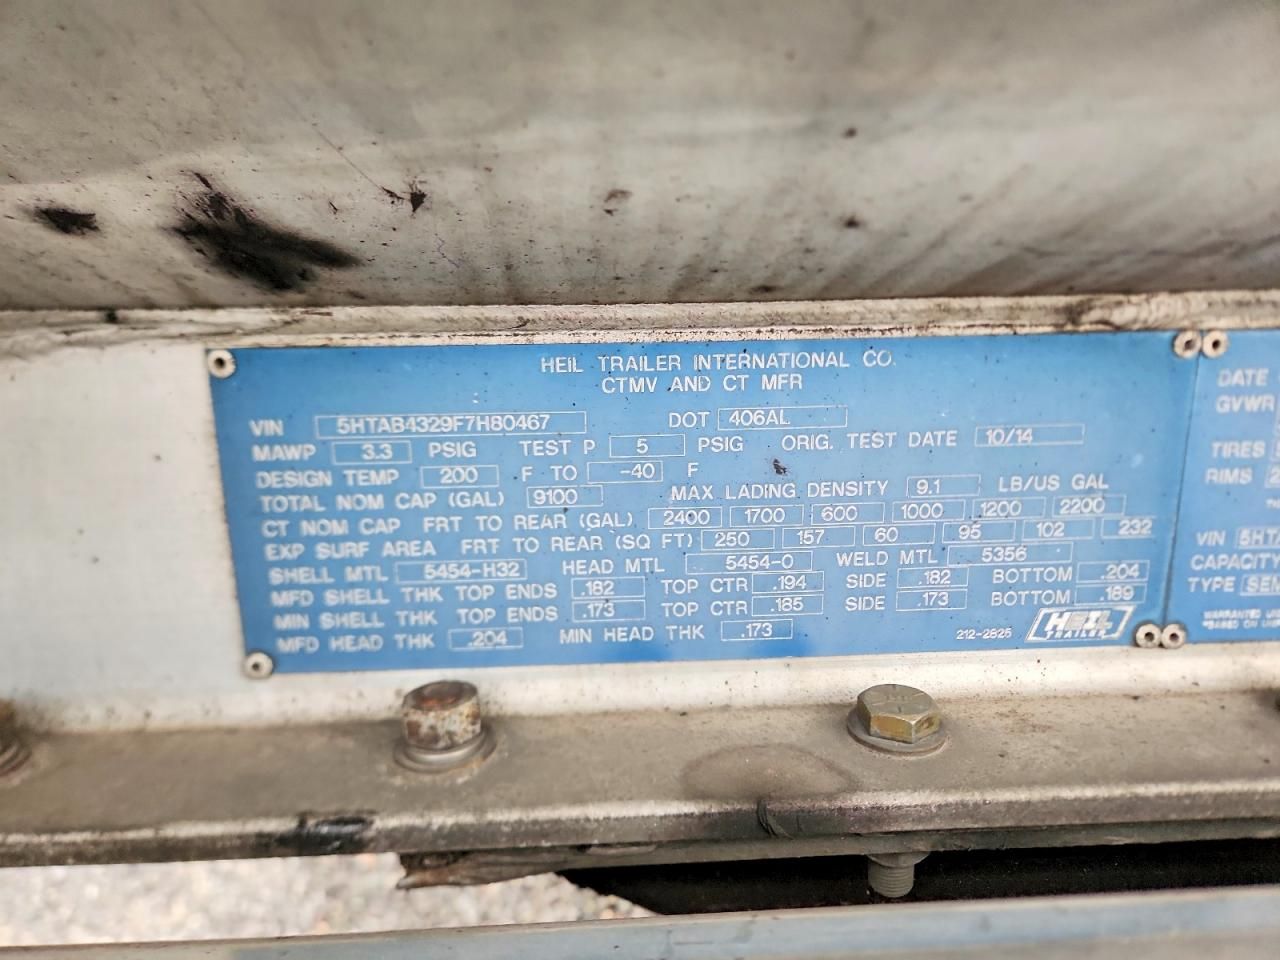 HEIL TRAILER INTERNATIONAL CO.
CTMV AND CT MFR
VIN 5HTAB4329F7H80467 DOT 406AL
MAWP 3.3 PSIG TEST P 5 PSIG ORIG. TEST DATE 10/14
DESIGN TEMP 200 F TO -40 F
TOTAL NOM CAP (GAL) 9100 MAX LADING DENSITY 9.1 LB/US GAL
CT NOM CAP FRT TO REAR (GAL) 2400 1700 600 1000 1200 2200
EXP SURF AREA FRT TO REAR (SQ FT) 250 157 60 95 102 232
SHELL MTL 5454-H32 HEAD MTL 5454-0 WELD MTL 5356
MFD SHELL THK TOP ENDS .182 TOP CTR .194 SIDE .182 BOTTOM .204
MIN SHELL THK TOP ENDS .173 TOP CTR .185 SIDE .173 BOTTOM .189
MFD HEAD THK .204 MIN HEAD THK .173
212-2825 HEIL
TRAILER
DATE
GVWR
TIRES
RIMS
VIN 5HTA
CAPACITY
TYPE SEM